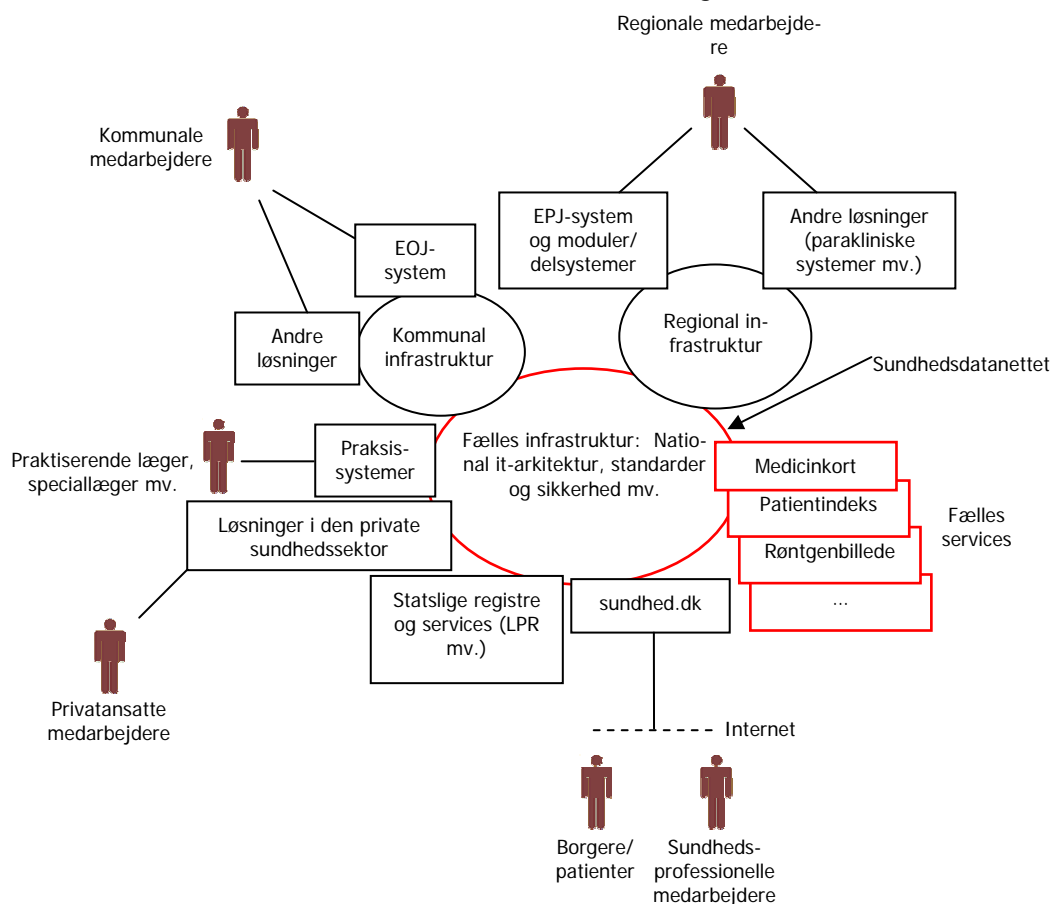 Regionale medarbejde-
re
Kommunale
medarbejdere
EPJ-system
og moduler/
delsystemer
Andre løsninger
(parakliniske
systemer mv.)
EOJ-
system
Andre
løsninger
Kommunal
infrastruktur
Regional in-
frastruktur
Sundhedsdatanettet
Praktiserende læger,
speciallæger mv.
Praksis-
systemer
Fælles infrastruktur: Natio-
nal it-arkitektur, standarder
og sikkerhed mv.
Medicinkort
Patientindeks
Røntgenbillede
...
Fælles
services
Løsninger i den private
sundhedssektor
Statslige registre
og services (LPR
mv.)
sundhed.dk
Privatansatte
medarbejdere
Internet
Borgere/
patienter
Sundheds-
professionelle
medarbejdere